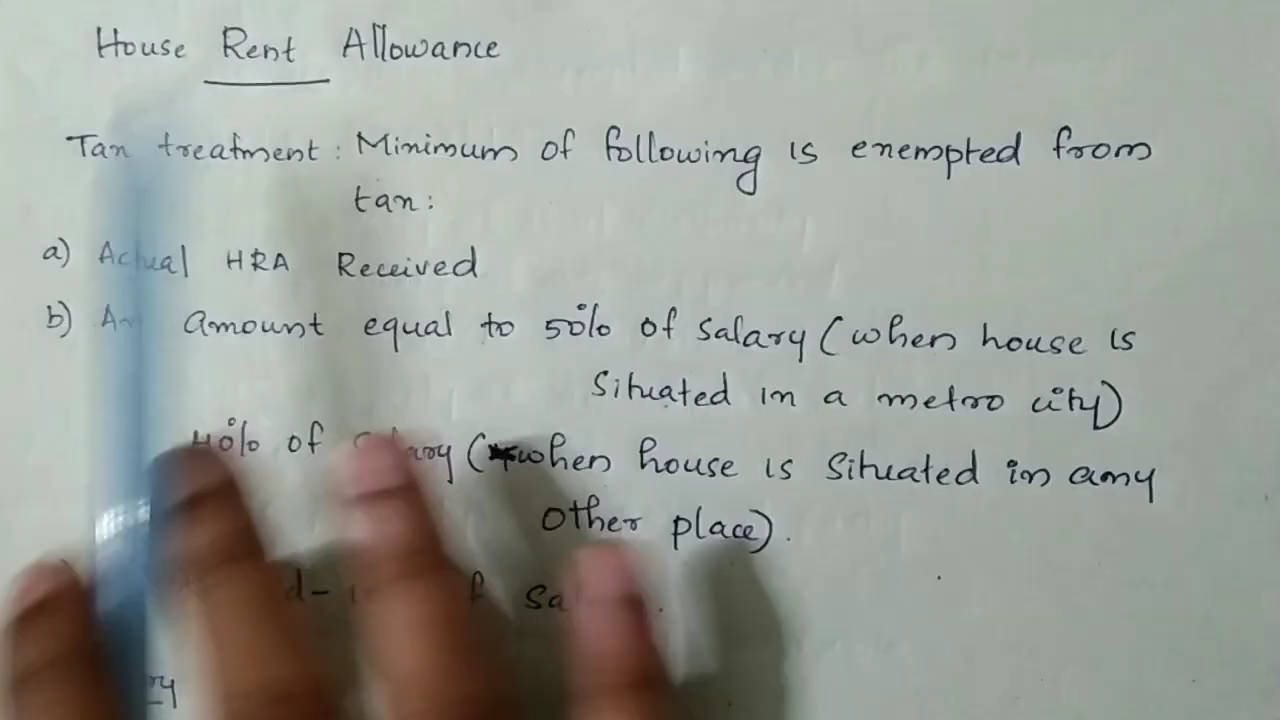 House Rent Allowance
Tax treatment: Minimum of following is exempted from
tax:
a) Actual HRA Received
b) An amount equal to 50% of salary (when house is
situated in a metro city)
40% of salary (when house is situated in any
other place).